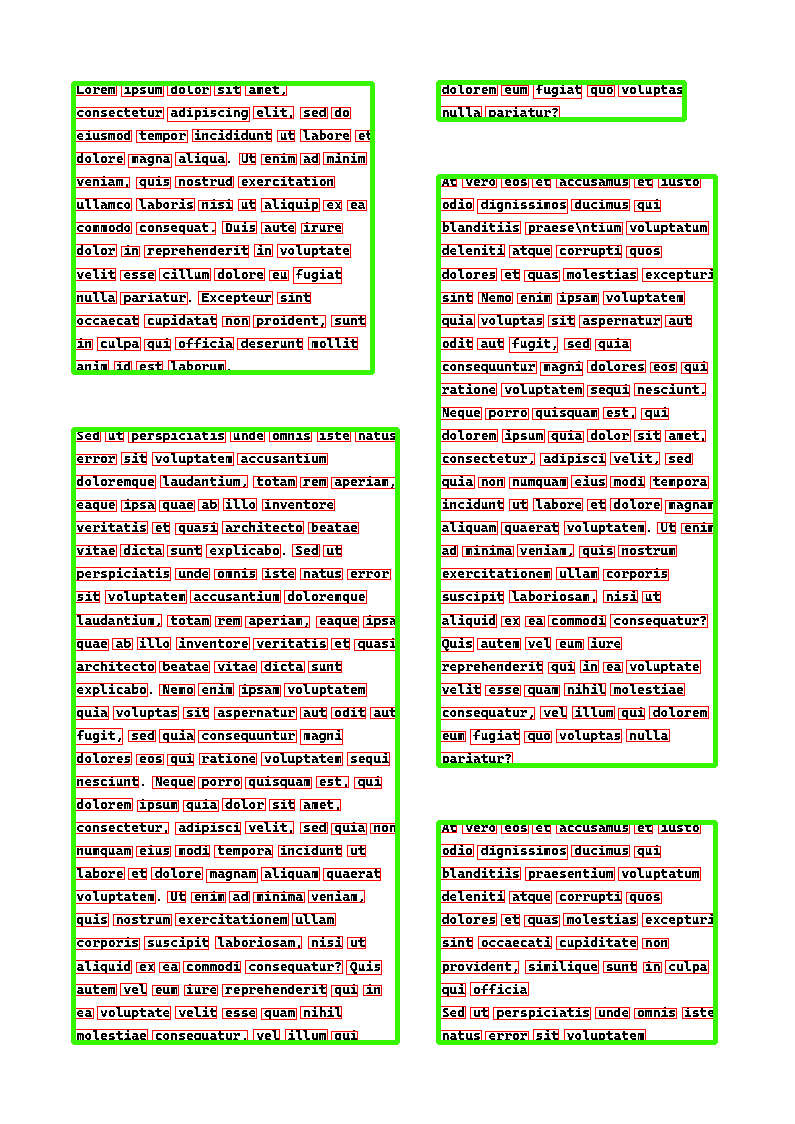 Lorem ipsum dolor sit amet,
consectetur adipiscing elit, sed do
eiusmod tempor incididunt ut labore et
dolore magna aliqua. Ut enim ad minim
veniam, quis nostrud exercitation
ullamco laboris nisi ut aliquip ex ea
commodo consequat. Duis aute irure
dolor in reprehenderit in voluptate
velit esse cillum dolore eu fugiat
nulla pariatur. Excepteur sint
occaecat cupidatat non proident, sunt
in culpa qui officia deserunt mollit
anim id est laborum.
Sed ut perspiciatis unde omnis iste natus
error sit voluptatem accusantium
doloremque laudantium, totam rem aperiam,
eaque ipsa quae ab illo inventore
veritatis et quasi architecto beatae
vitae dicta sunt explicabo. Sed ut
perspiciatis unde omnis iste natus error
sit voluptatem accusantium doloremque
laudantium, totam rem aperiam, eaque ipsa
quae ab illo inventore veritatis et quasi
architecto beatae vitae dicta sunt
explicabo. Nemo enim ipsam voluptatem
quia voluptas sit aspernatur aut odit aut
fugit, sed quia consequuntur magni
dolores eos qui ratione voluptatem sequi
nesciunt. Neque porro quisquam est, qui
dolorem ipsum quia dolor sit amet,
consectetur, adipisci velit, sed quia non
numquam eius modi tempora incidunt ut
labore et dolore magnam aliquam quaerat
voluptatem. Ut enim ad minima veniam,
quis nostrum exercitationem ullam
corporis suscipit laboriosam, nisi ut
aliquid ex ea commodi consequatur? Quis
autem vel eum iure reprehenderit qui in
ea voluptate velit esse quam nihil
molestiae consequatur, vel illum qui
dolorem eum fugiat quo voluptas
nulla pariatur?
At vero eos et accusamus et iusto
odio dignissimos ducimus qui
blanditiis praese\ntium voluptatum
deleniti atque corrupti quos
dolores et quas molestias excepturi
sint Nemo enim ipsam voluptatem
quia voluptas sit aspernatur aut
odit aut fugit, sed quia
consequuntur magni dolores eos qui
ratione voluptatem sequi nesciunt.
Neque porro quisquam est, qui
dolorem ipsum quia dolor sit amet,
consectetur, adipisci velit, sed
quia non numquam eius modi tempora
incidunt ut labore et dolore magnam
aliquam quaerat voluptatem. Ut enim
ad minima veniam, quis nostrum
exercitationem ullam corporis
suscipit laboriosam, nisi ut
aliquid ex ea commodi consequatur?
Quis autem vel eum iure
reprehenderit qui in ea voluptate
velit esse quam nihil molestiae
consequatur, vel illum qui dolorem
eum fugiat quo voluptas nulla
pariatur?
At vero eos et accusamus et iusto
odio dignissimos ducimus qui
blanditiis praesentium voluptatum
deleniti atque corrupti quos
dolores et quas molestias excepturi
sint occaecati cupiditate non
provident, similique sunt in culpa
qui officia
Sed ut perspiciatis unde omnis iste
natus error sit voluptatem